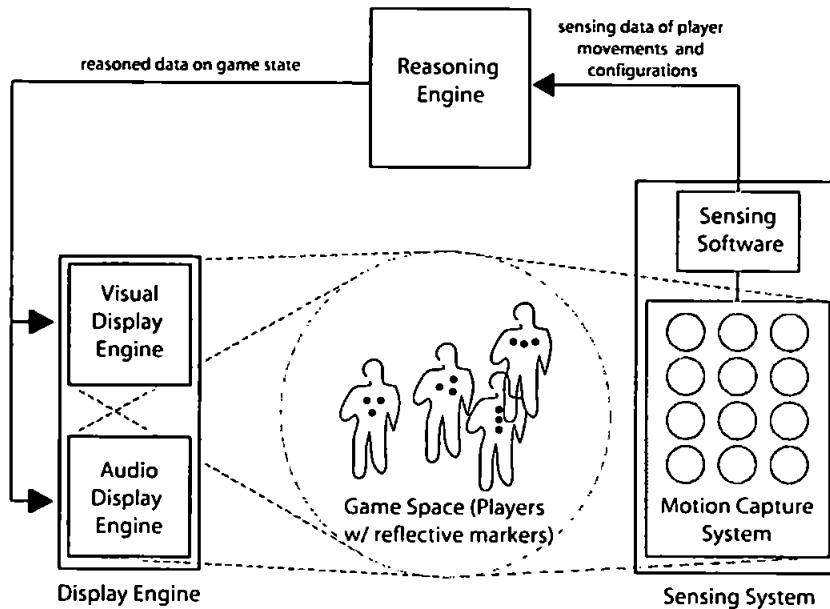 sensing data of player
movements and
configurations
reasoned data on game state
Reasoning
Engine
Sensing
Software
Visual
Display
Engine
Audio
Display
Engine
Game Space (Players
w/ reflective markers)
Motion Capture
System
Display Engine
Sensing System